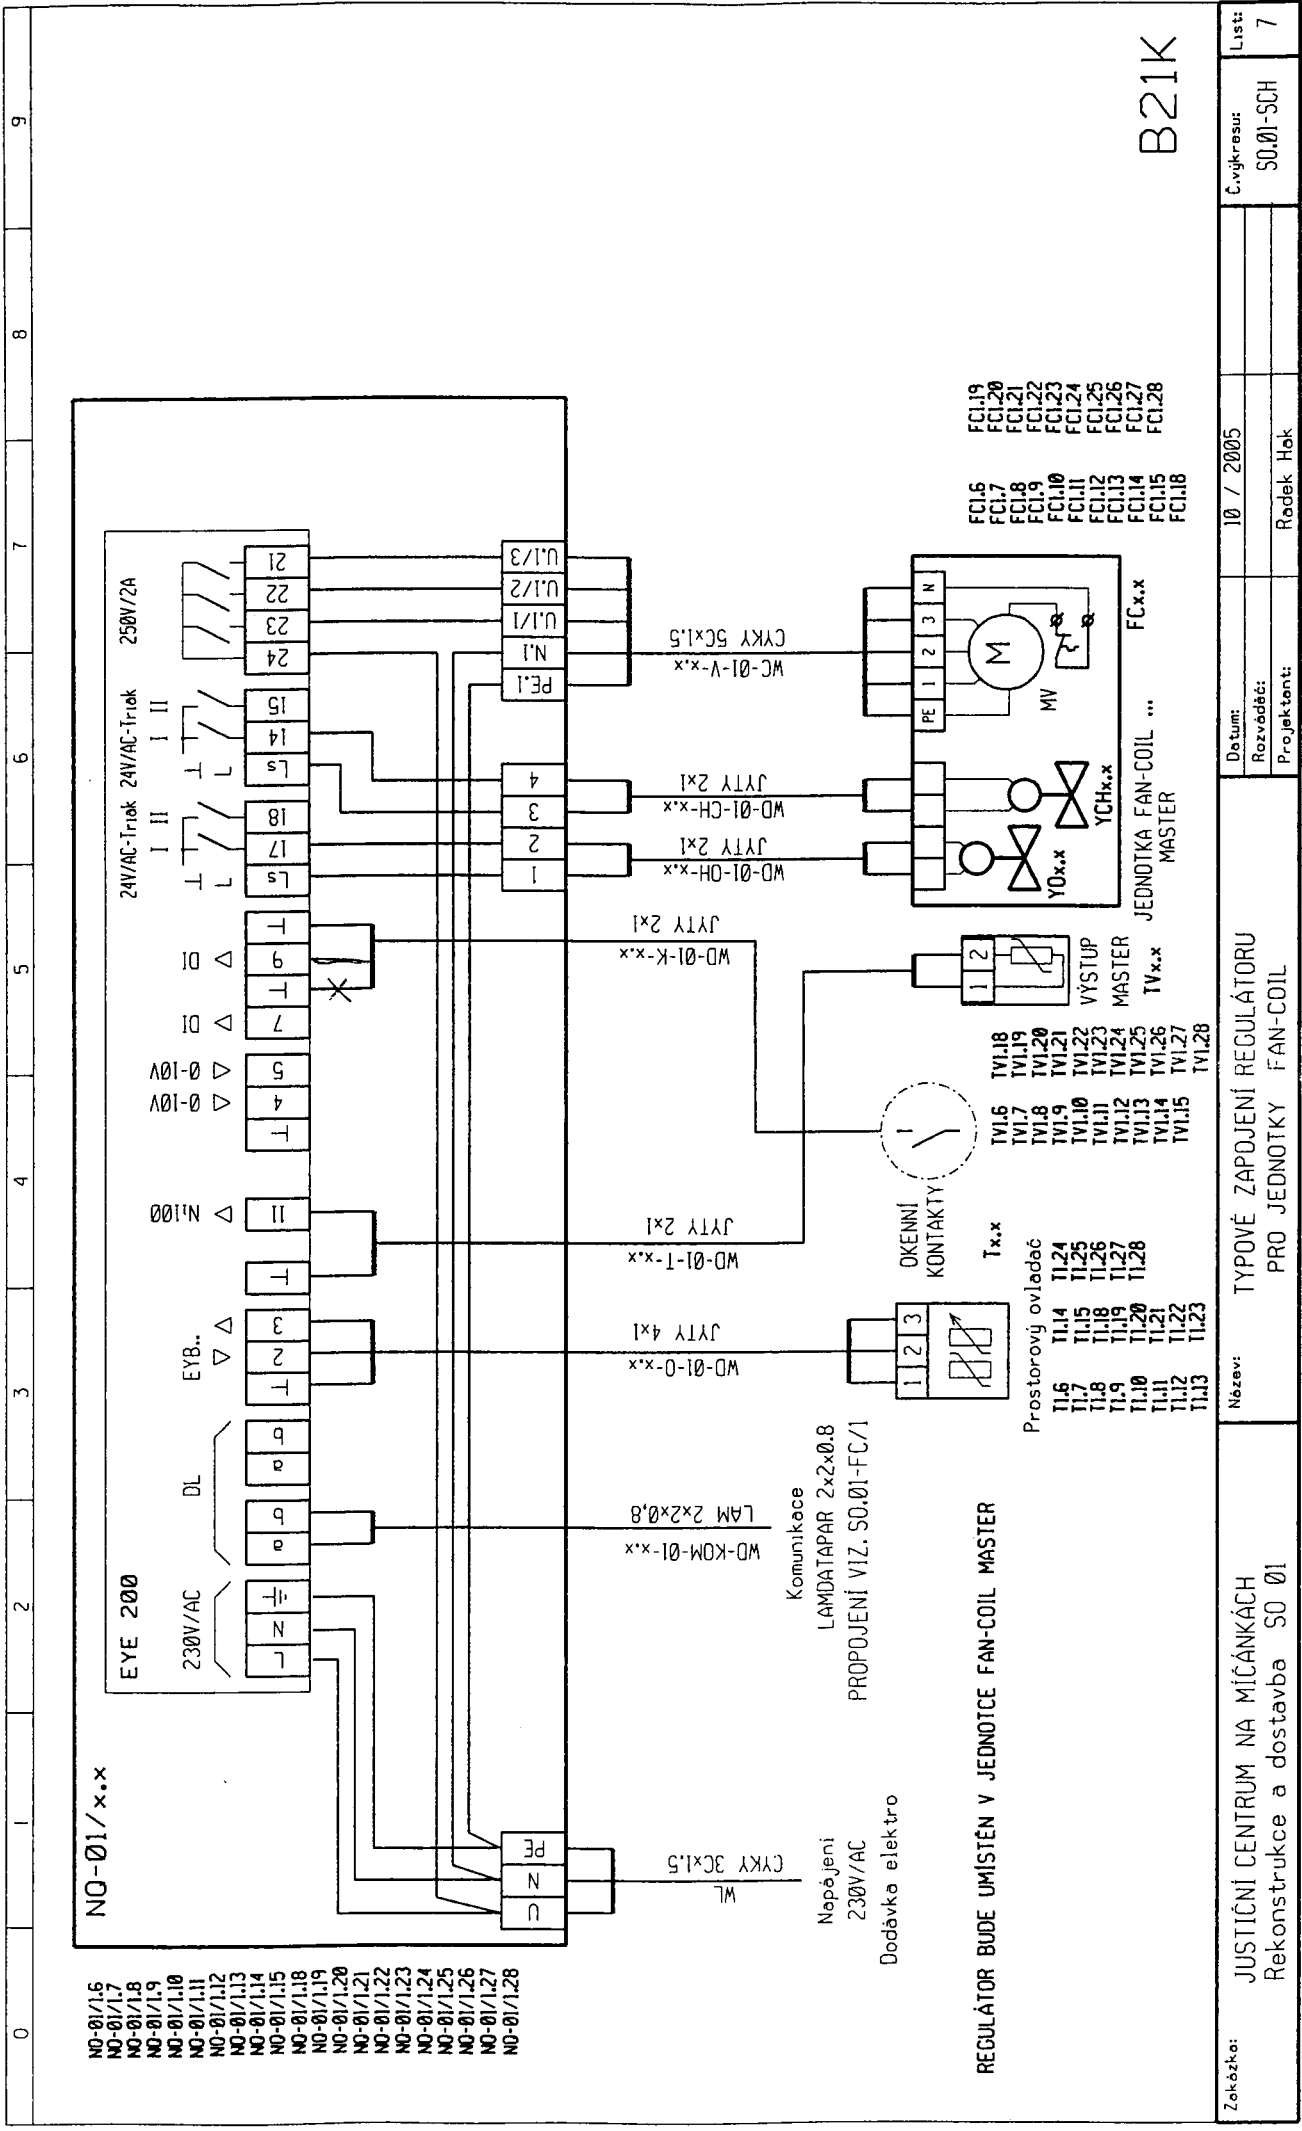 0 1 2 3 4 5 6 7 8 9
NO-01/1.6
NO-01/1.7
NO-01/1.8
NO-01/1.9
NO-01/1.10
NO-01/1.11
NO-01/1.12
NO-01/1.13
NO-01/1.14
NO-01/1.15
NO-01/1.18
NO-01/1.19
NO-01/1.20
NO-01/1.21
NO-01/1.22
NO-01/1.23
NO-01/1.24
NO-01/1.25
NO-01/1.26
NO-01/1.27
NO-01/1.28
NO-01/x.x
EYE 200
230V/AC
DL
EYB..
Ni100
0-10V
0-10V
DI
DI
24V/AC-Triak
I II
24V/AC-Triak
I II
250V/2A
L N
a b
a b
⊥ 2 3
⊥ 11
⊥ 4 5
7 ⊥ 9 ⊥
Ls 17 18
Ls 14 15
24 23 22 21
U N PE
1 2 3 4
PE.1 N.1 U.1/1 U.1/2 U.1/3
WL
CYKY 3Cx1.5
WD-KOM-01-x.x
LAM 2x2x0,8
WD-01-O-x.x
JYTY 4x1
WD-01-T-x.x
JYTY 2x1
WD-01-K-x.x
JYTY 2x1
WD-01-OH-x.x
JYTY 2x1
WD-01-CH-x.x
JYTY 2x1
WC-01-V-x.x
CYKY 5Cx1.5
Napájení
230V/AC
Dodávka elektro
Komunikace
LAMDATAPAR 2x2x0.8
PROPOJENÍ VIZ. SO.01-FC/1
REGULÁTOR BUDE UMÍSTĚN V JEDNOTCE FAN-COIL MASTER
1 2 3
Tx.x
Prostorový ovladač
T1.6 T1.14 T1.24
T1.7 T1.15 T1.25
T1.8 T1.18 T1.26
T1.9 T1.19 T1.27
T1.10 T1.20 T1.28
T1.11 T1.21
T1.12 T1.22
T1.13 T1.23
OKENNÍ
KONTAKTY
1 2
VÝSTUP
MASTER
TVx.x
TV1.6 TV1.18
TV1.7 TV1.19
TV1.8 TV1.20
TV1.9 TV1.21
TV1.10 TV1.22
TV1.11 TV1.23
TV1.12 TV1.24
TV1.13 TV1.25
TV1.14 TV1.26
TV1.15 TV1.27
TV1.28
PE 1 2 3 N
M
MV
YOx.x
YCHx.x
FCx.x
JEDNOTKA FAN-COIL ...
MASTER
FC1.6 FC1.19
FC1.7 FC1.20
FC1.8 FC1.21
FC1.9 FC1.22
FC1.10 FC1.23
FC1.11 FC1.24
FC1.12 FC1.25
FC1.13 FC1.26
FC1.14 FC1.27
FC1.15 FC1.28
FC1.18
B21K
Zakázka:
JUSTIČNÍ CENTRUM NA MÍČÁNKÁCH
Rekonstrukce a dostavba SO 01
Název:
TYPOVÉ ZAPOJENÍ REGULÁTORU
PRO JEDNOTKY FAN-COIL
Datum: 10 / 2005
Rozváděč:
Projektant: Radek Hak
Č.výkresu:
SO.01-SCH
List:
7